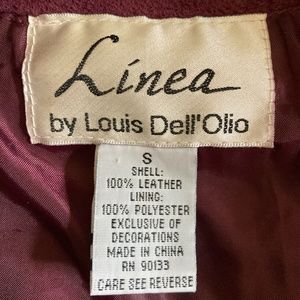 Linea
by Louis Dell'Olio
S
SHELL:
100% LEATHER
LINING:
100% POLYESTER
EXCLUSIVE OF
DECORATIONS
MADE IN CHINA
RN 90133
CARE SEE REVERSE